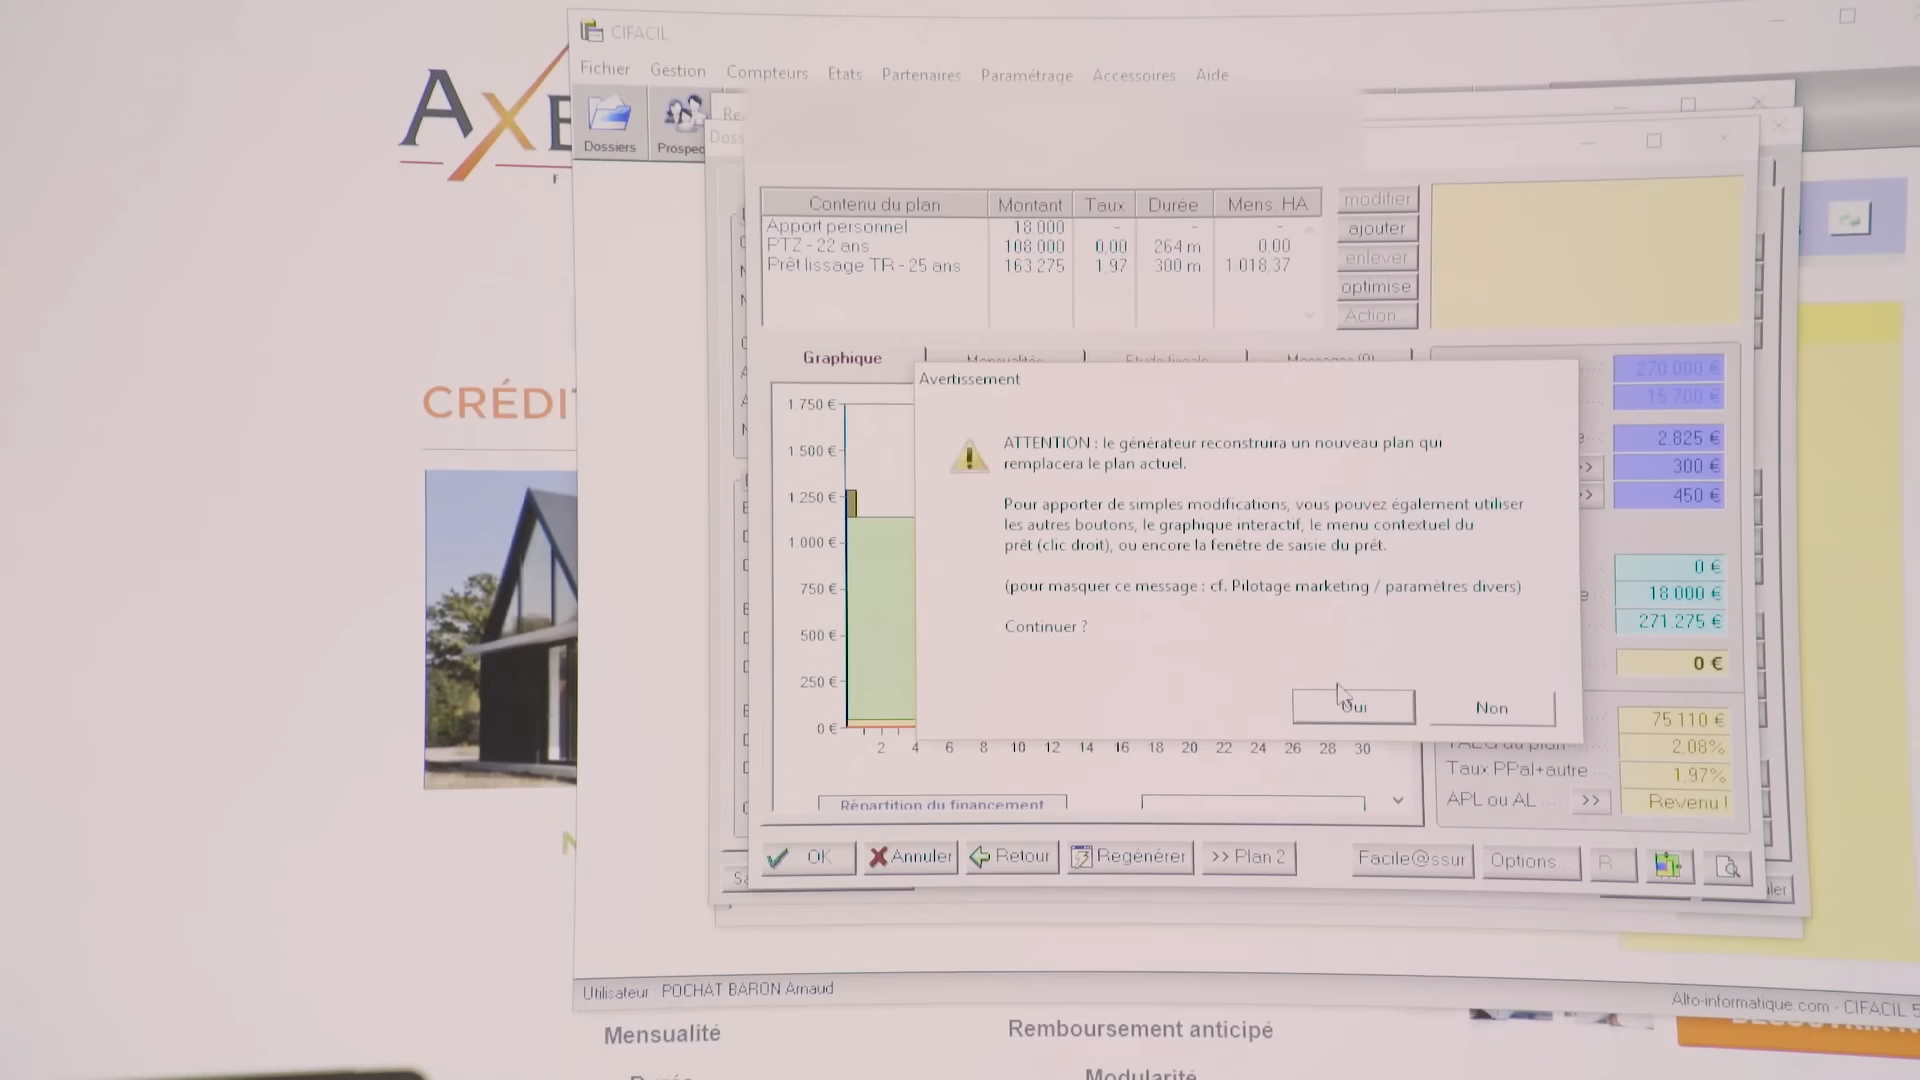 CIFACIL
Fichier Gestion Compteurs Etats Partenaires Paramétrage Accessoires Aide
Dossiers
Contenu du plan Montant Taux Durée Mens. HA
Apport personnel 18 000 - - -
PTZ - 22 ans 108.000 0.00 264 m 0.00
Prêt lissage TR - 25 ans 163.275 1.97 300 m 1 018.37
modifier
ajouter
enlever
optimise
Action...
Graphique
270.000 €
15 700 €
2.825 €
300 €
450 €
0 €
18 000 €
271.275 €
0 €
75 110 €
2,08%
Taux PPal+autre 1,97%
APL ou AL >> Revenu !
1 750 €
1 500 €
1 250 €
1 000 €
750 €
500 €
250 €
0 €
2 4 6 8 10 12 14 16 18 20 22 24 26 28 30
Avertissement
ATTENTION : le générateur reconstruira un nouveau plan qui
remplacera le plan actuel.
Pour apporter de simples modifications, vous pouvez également utiliser
les autres boutons, le graphique interactif, le menu contextuel du
prêt (clic droit), ou encore la fenêtre de saisie du prêt.
(pour masquer ce message : cf. Pilotage marketing / paramètres divers)
Continuer ?
Oui Non
Répartition du financement
OK Annuler Retour Regénérer >> Plan 2 Facile@ssur Options...
Utilisateur : POCHAT BARON Arnaud
Alto-informatique.com - CIFACIL 5
Mensualité
Remboursement anticipé
Modularité